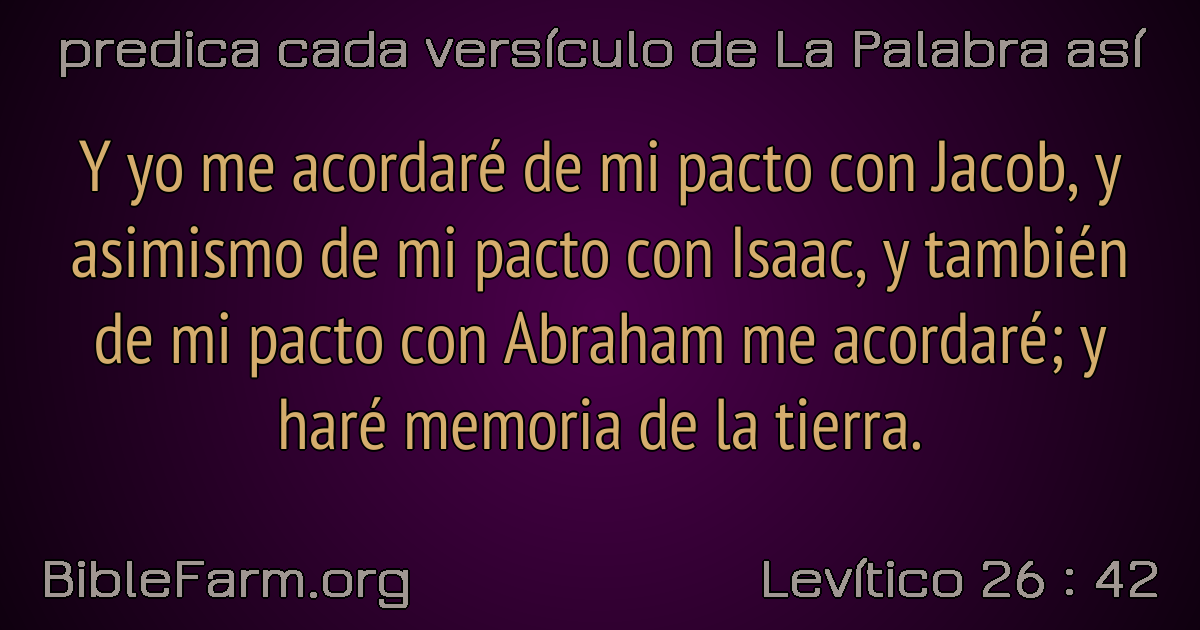 predica cada versículo de La Palabra así
Y yo me acordaré de mi pacto con Jacob, y
asimismo de mi pacto con Isaac, y también
de mi pacto con Abraham me acordaré; y
haré memoria de la tierra.
BibleFarm.org
Levítico 26 : 42